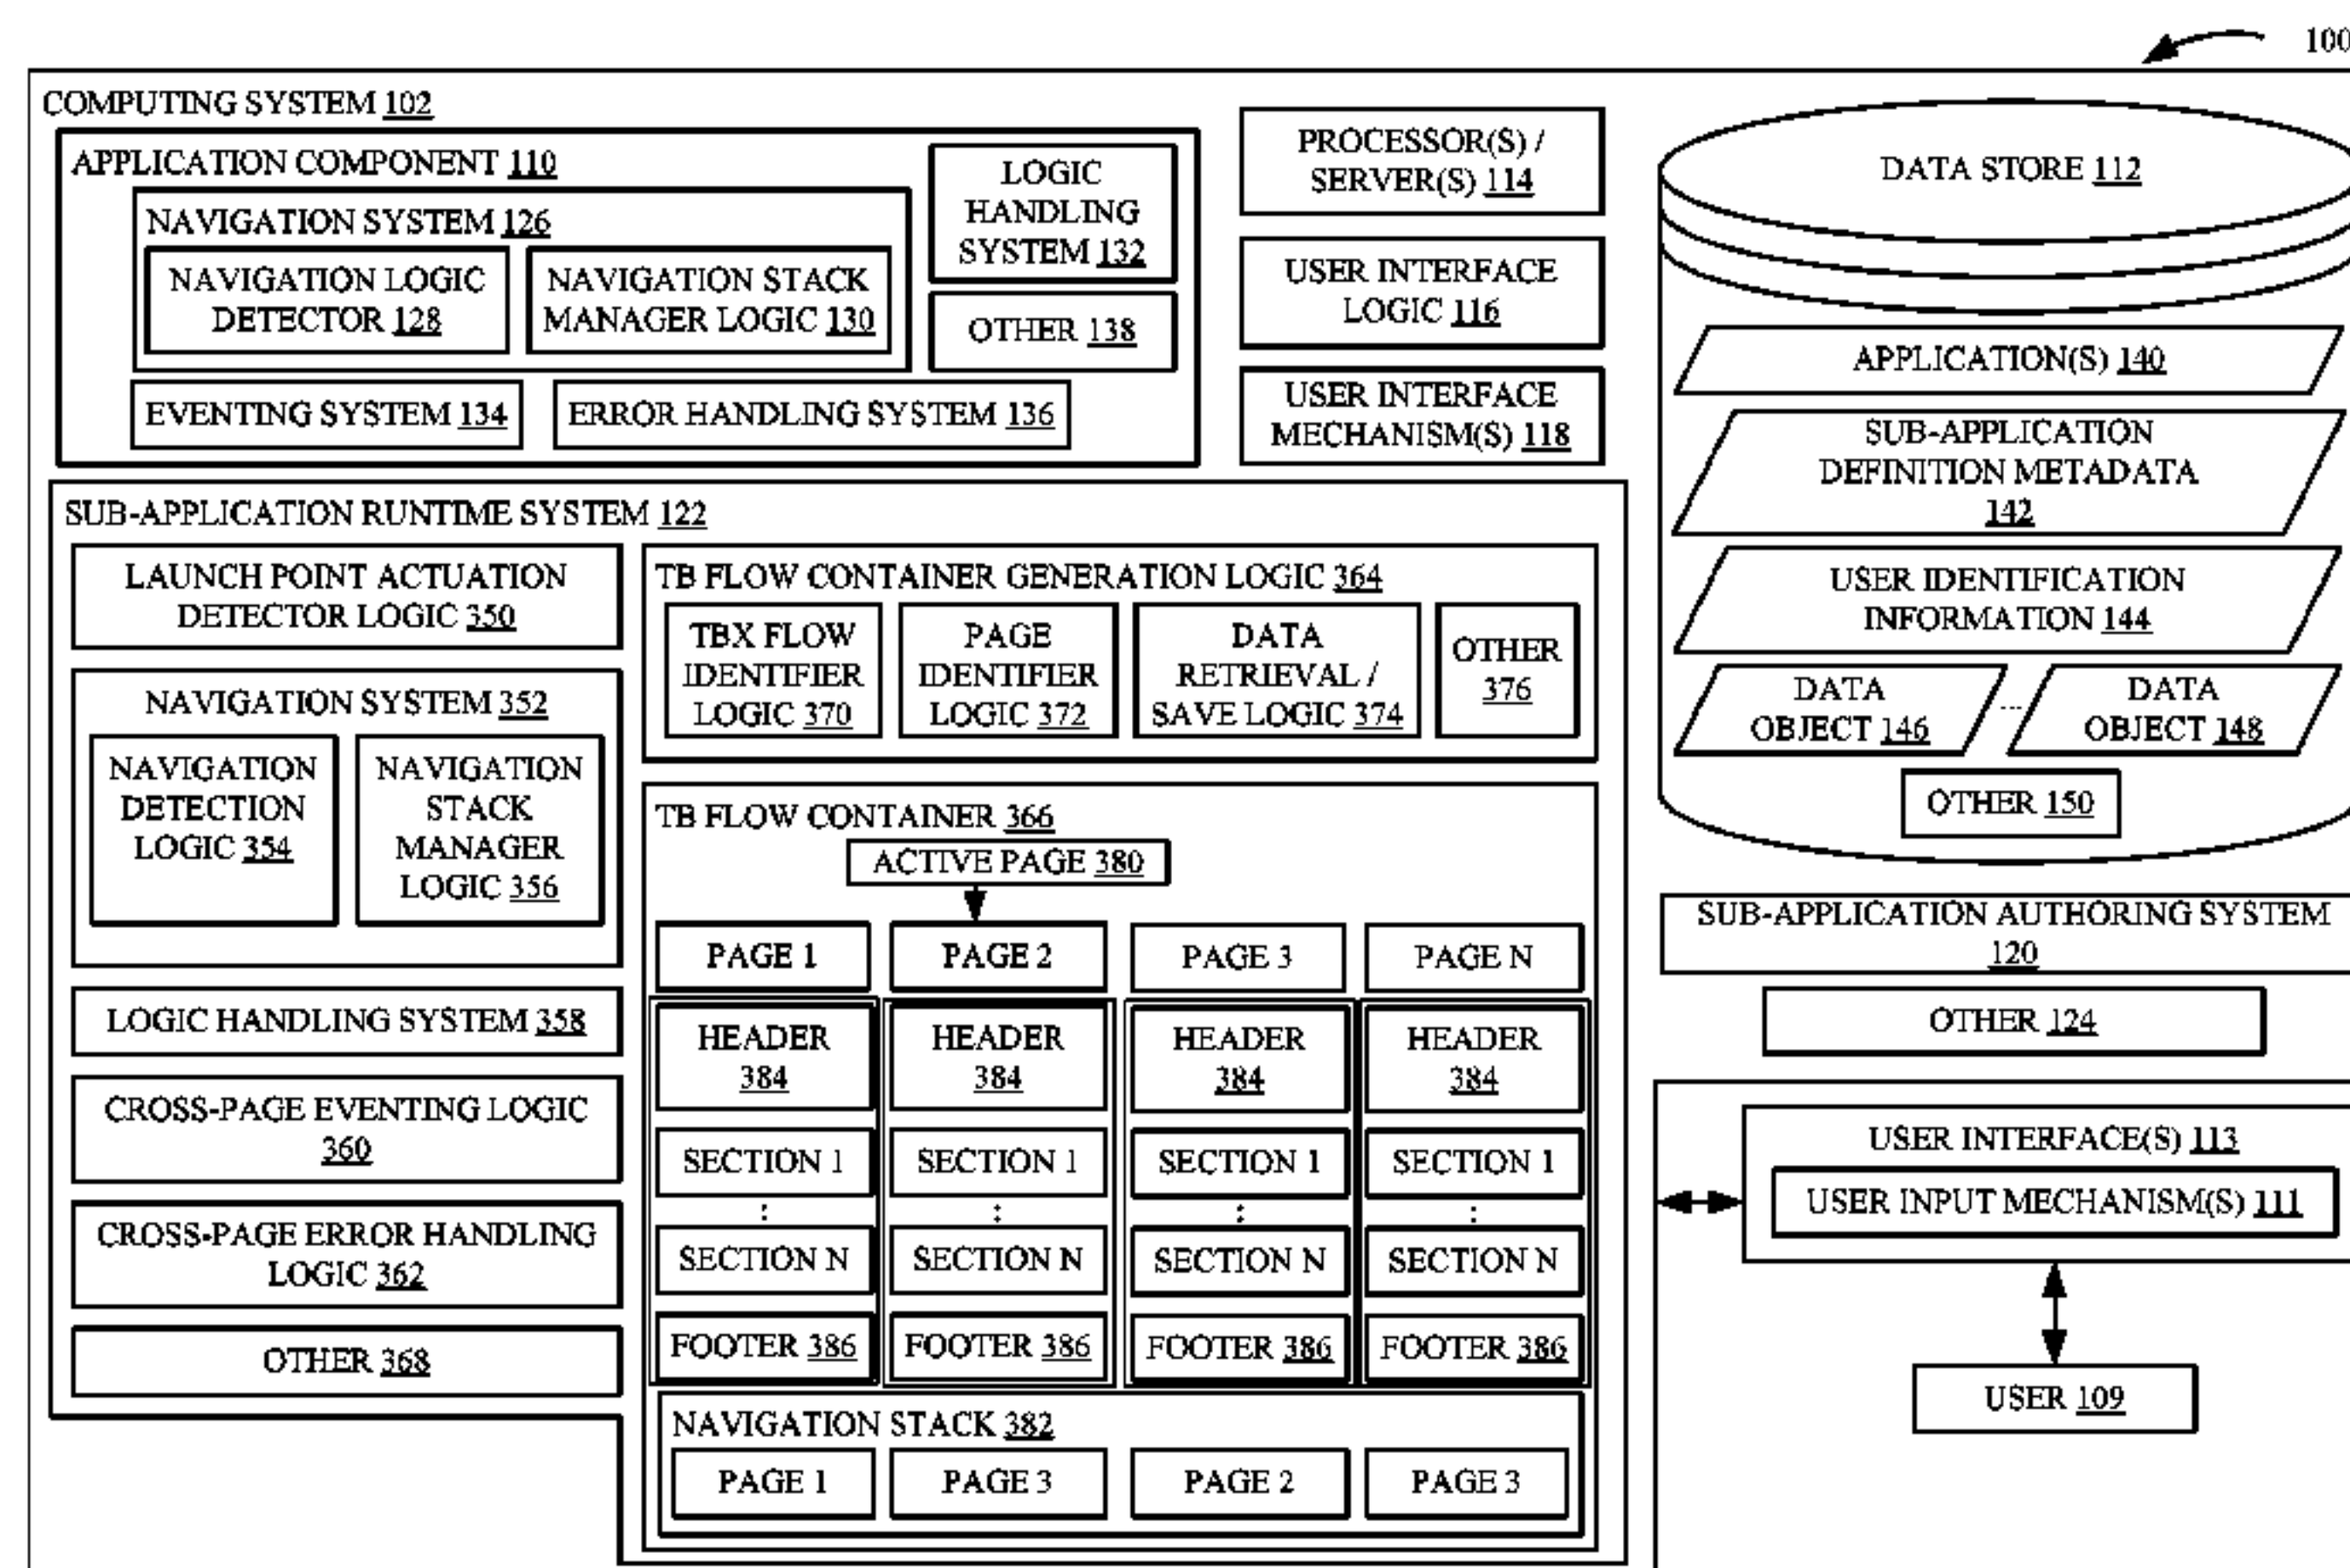 100
COMPUTING SYSTEM 102
APPLICATION COMPONENT 110
NAVIGATION SYSTEM 126
NAVIGATION LOGIC
DETECTOR 128
NAVIGATION STACK
MANAGER LOGIC 130
LOGIC
HANDLING
SYSTEM 132
OTHER 138
EVENTING SYSTEM 134
ERROR HANDLING SYSTEM 136
PROCESSOR(S) /
SERVER(S) 114
USER INTERFACE
LOGIC 116
USER INTERFACE
MECHANISM(S) 118
DATA STORE 112
APPLICATION(S) 140
SUB-APPLICATION
DEFINITION METADATA
142
USER IDENTIFICATION
INFORMATION 144
DATA
OBJECT 146
...
DATA
OBJECT 148
OTHER 150
SUB-APPLICATION RUNTIME SYSTEM 122
LAUNCH POINT ACTUATION
DETECTOR LOGIC 350
NAVIGATION SYSTEM 352
NAVIGATION
DETECTION
LOGIC 354
NAVIGATION
STACK
MANAGER
LOGIC 356
LOGIC HANDLING SYSTEM 358
CROSS-PAGE EVENTING LOGIC
360
CROSS-PAGE ERROR HANDLING
LOGIC 362
OTHER 368
TB FLOW CONTAINER GENERATION LOGIC 364
TBX FLOW
IDENTIFIER
LOGIC 370
PAGE
IDENTIFIER
LOGIC 372
DATA
RETRIEVAL /
SAVE LOGIC 374
OTHER
376
TB FLOW CONTAINER 366
ACTIVE PAGE 380
PAGE 1
PAGE 2
PAGE 3
PAGE N
HEADER
384
HEADER
384
HEADER
384
HEADER
384
SECTION 1
SECTION 1
SECTION 1
SECTION 1
:
:
:
:
SECTION N
SECTION N
SECTION N
SECTION N
FOOTER 386
FOOTER 386
FOOTER 386
FOOTER 386
NAVIGATION STACK 382
PAGE 1
PAGE 3
PAGE 2
PAGE 3
SUB-APPLICATION AUTHORING SYSTEM
120
OTHER 124
USER INTERFACE(S) 113
USER INPUT MECHANISM(S) 111
USER 109